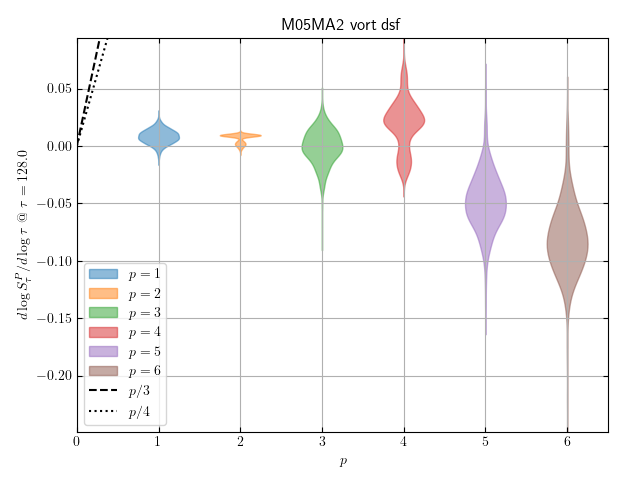 M05MA2 vort dsf
0.05
0.00
−0.05
−0.10
−0.15
−0.20
d log S_τ^P / d log τ @ τ = 128.0
p = 1
p = 2
p = 3
p = 4
p = 5
p = 6
p/3
p/4
0 1 2 3 4 5 6
p